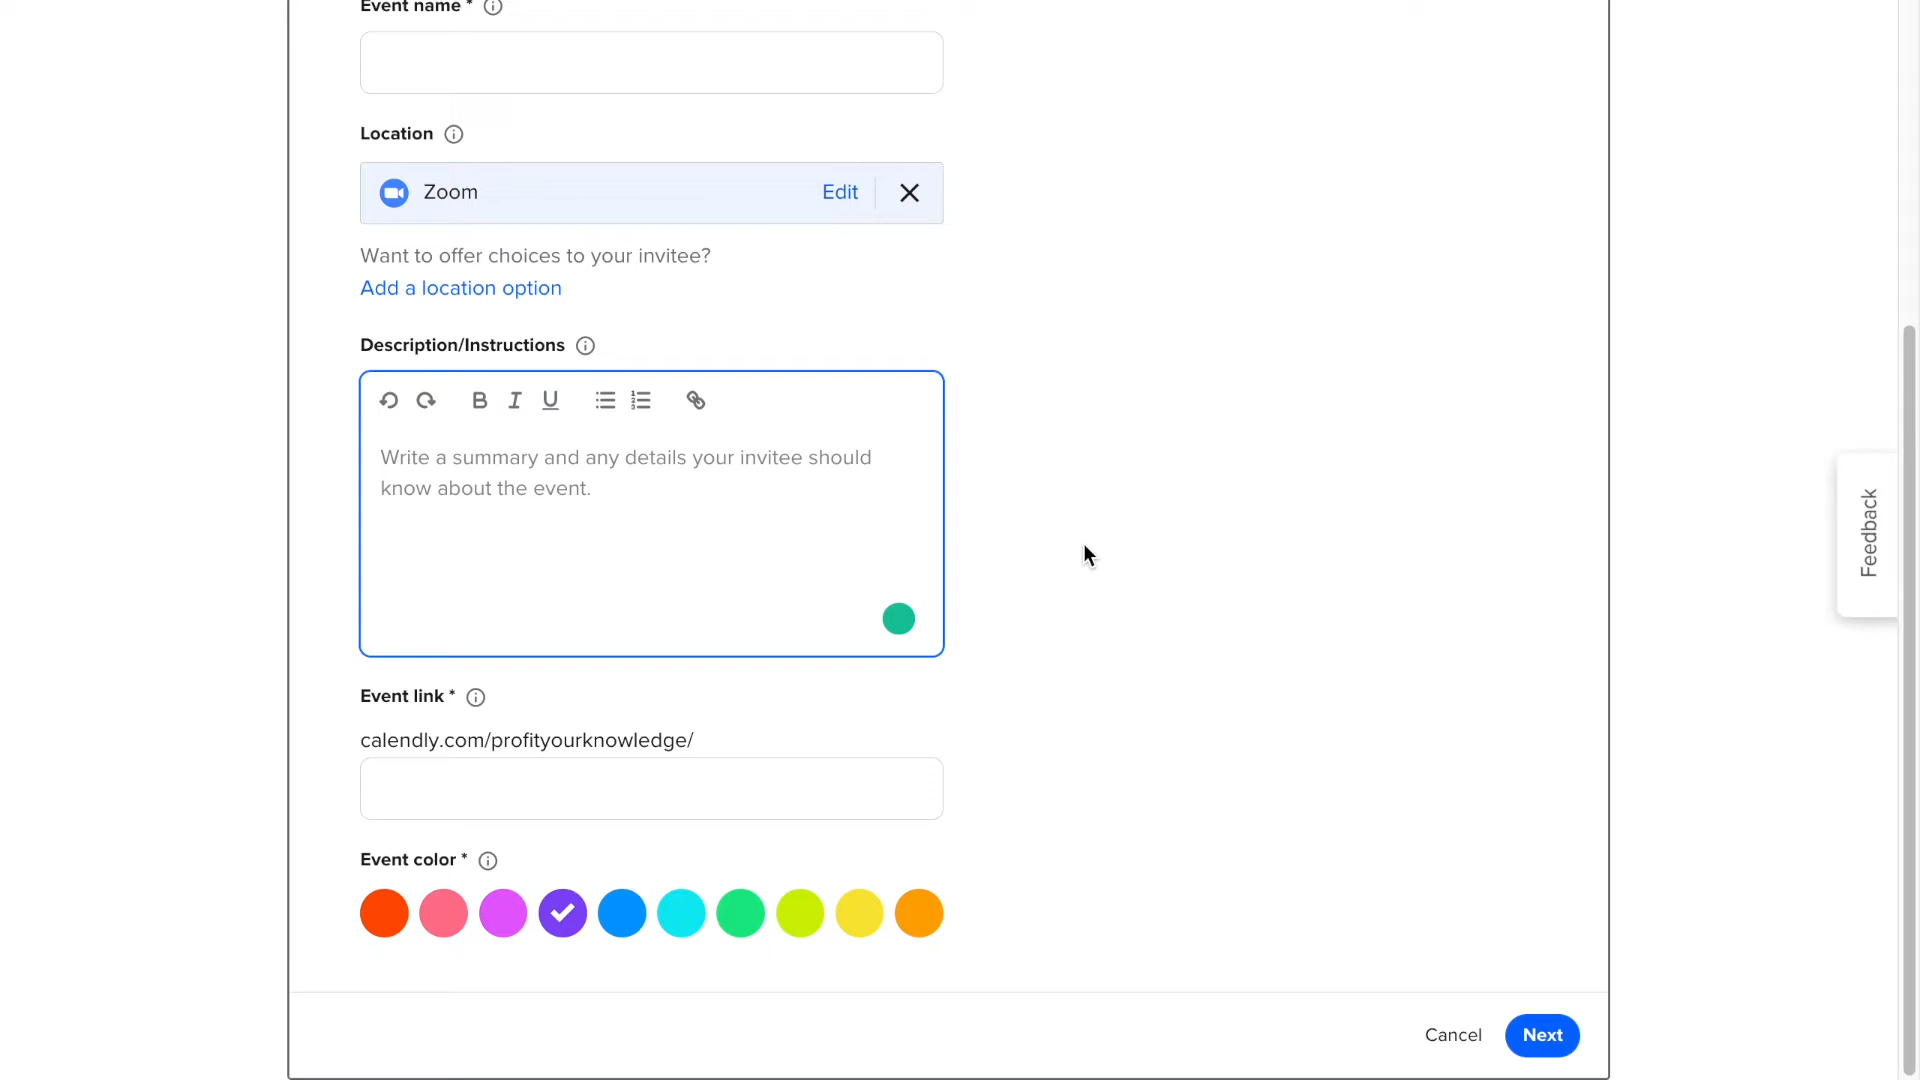 Event name *
Location
Zoom
Edit
Want to offer choices to your invitee?
Add a location option
Description/Instructions
Write a summary and any details your invitee should
know about the event.
Event link *
calendly.com/profityourknowledge/
Event color *
Cancel
Next
Feedback